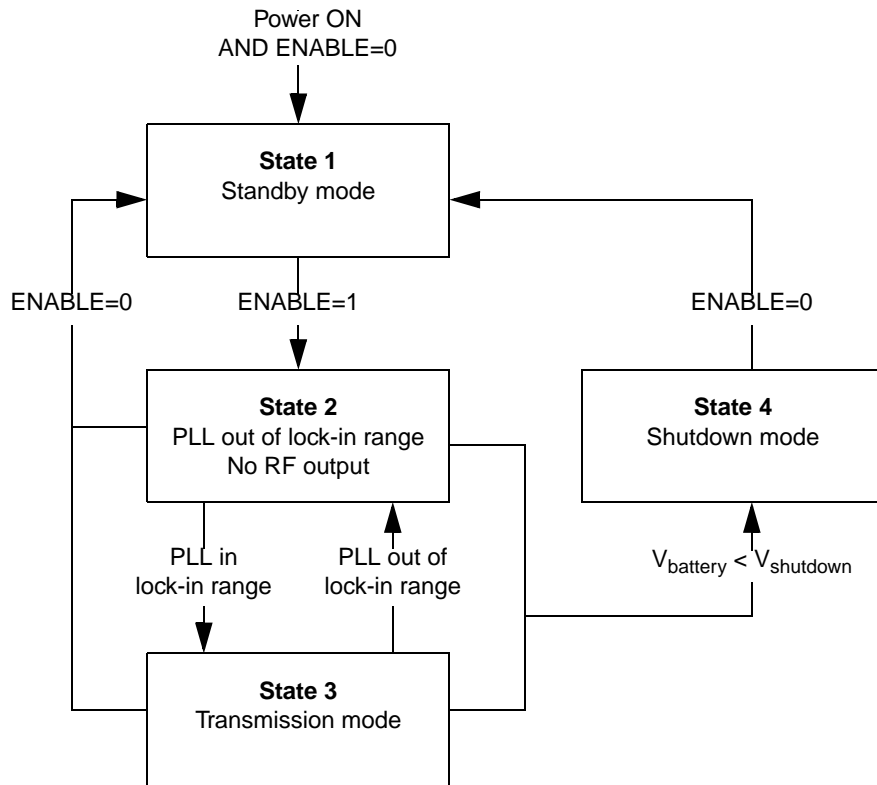 Power ON
AND ENABLE=0
State 1
Standby mode
ENABLE=0
ENABLE=1
ENABLE=0
State 2
PLL out of lock-in range
No RF output
State 4
Shutdown mode
PLL in
lock-in range
PLL out of
lock-in range
Vbattery < Vshutdown
State 3
Transmission mode